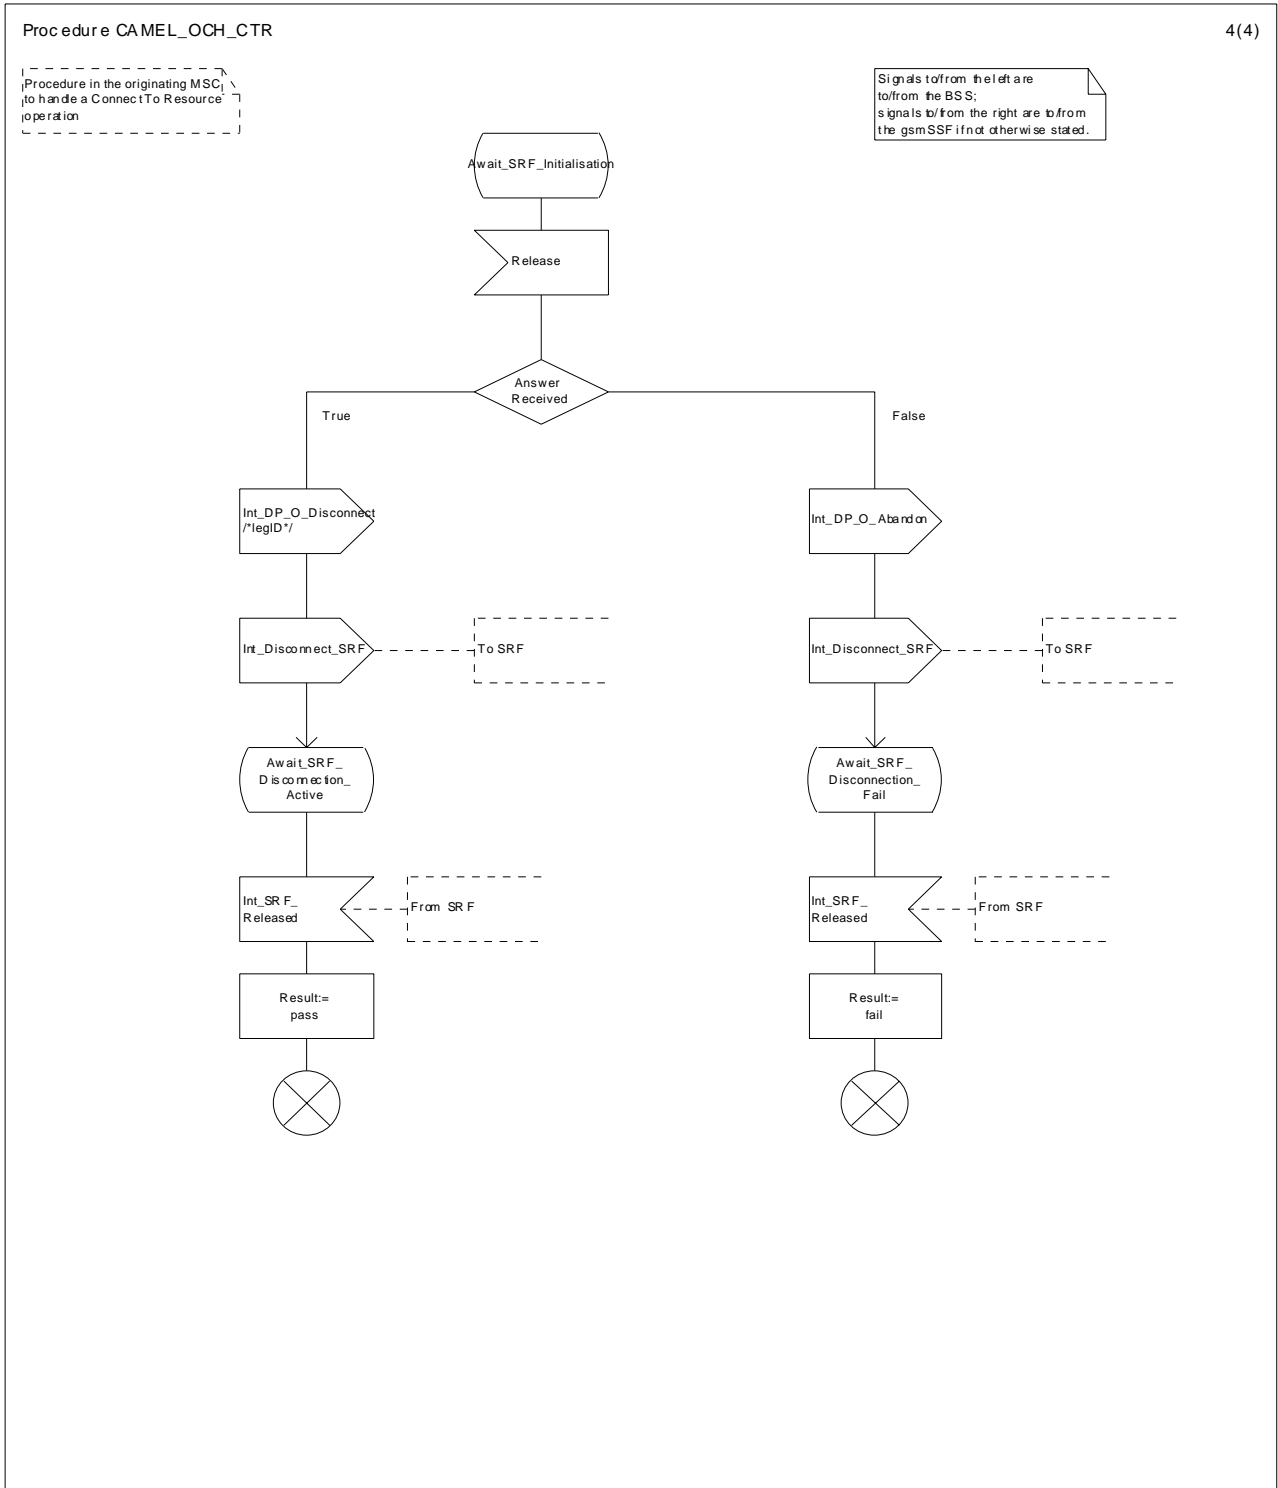 Procedure CAMEL_OCH_CTR
4(4)
Procedure in the originating MSC
to handle a Connect To Resource
operation
Signals to/from the left are
to/from the BSS;
signals to/from the right are to/from
the gsmSSF if not otherwise stated.
Await_SRF_Initialisation
Release
Answer
Received
True
False
Int_DP_O_Disconnect
/*legID*/
Int_DP_O_Abandon
Int_Disconnect_SRF
To SRF
Int_Disconnect_SRF
To SRF
Await_SRF_
Disconnection_
Active
Await_SRF_
Disconnection_
Fail
Int_SRF_
Released
From SRF
Int_SRF_
Released
From SRF
Result:=
pass
Result:=
fail